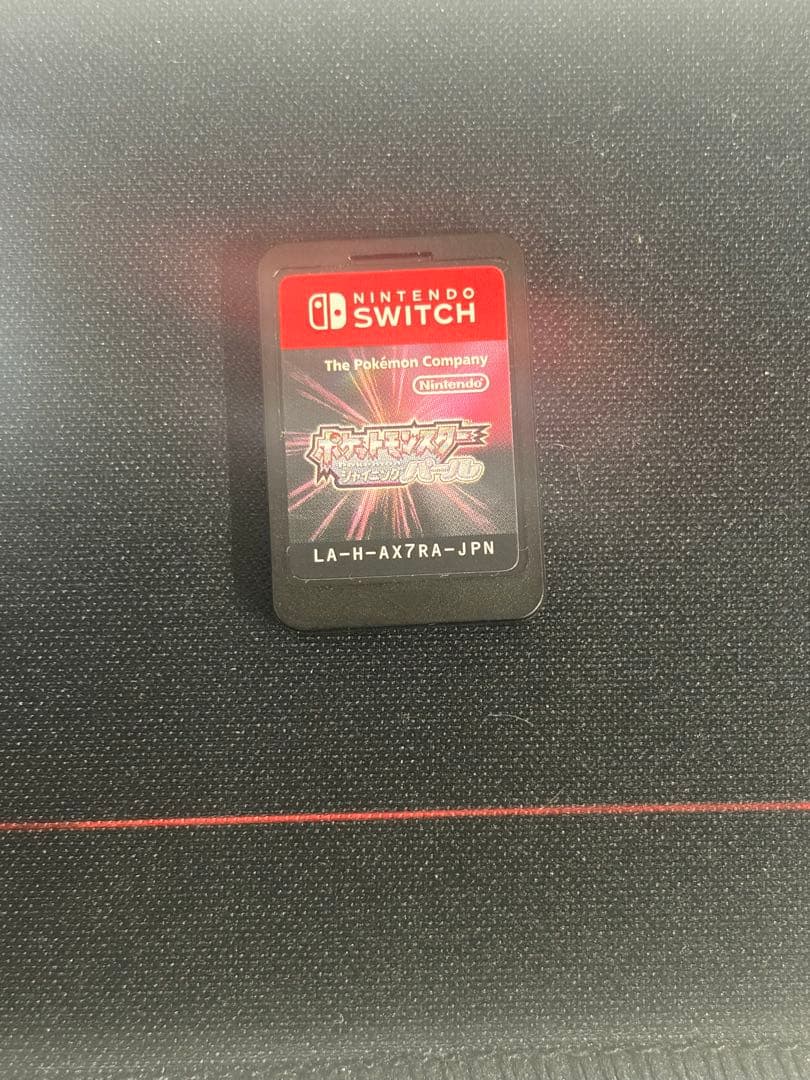 NINTENDO
SWITCH
The Pokémon Company
Nintendo
ポケットモンスター
シャイニングパール
LA-H-AX7RA-JPN